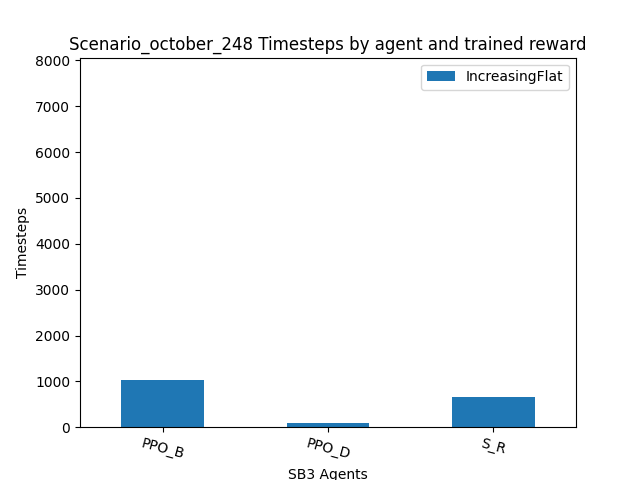 Scenario_october_248 Timesteps by agent and trained reward
IncreasingFlat
8000
7000
6000
5000
4000
3000
2000
1000
0
Timesteps
PPO_B
PPO_D
S_R
SB3 Agents